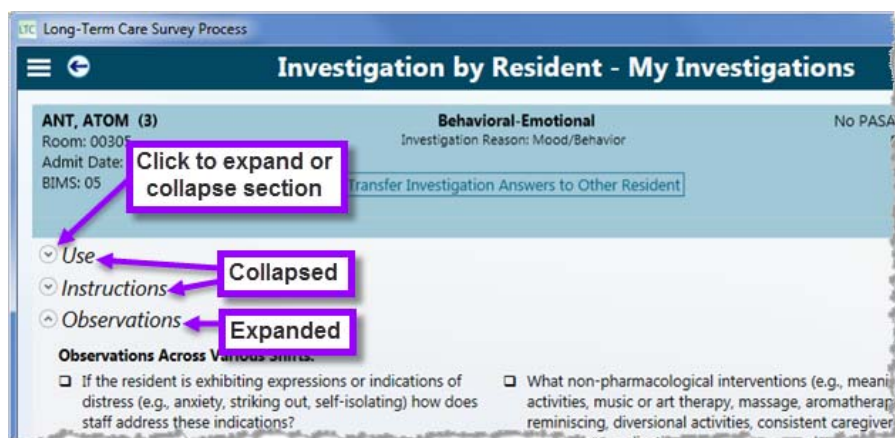 LTC Long-Term Care Survey Process
Investigation by Resident - My Investigations
ANT, ATOM (3)
Behavioral-Emotional
No PASA
Room: 00305
Investigation Reason: Mood/Behavior
Admit Date:
BIMS: 05
Click to expand or
collapse section
Transfer Investigation Answers to Other Resident
Use
Collapsed
Instructions
Observations
Expanded
Observations Across Various Shifts:
If the resident is exhibiting expressions or indications of
distress (e.g., anxiety, striking out, self-isolating) how does
staff address these indications?
What non-pharmacological interventions (e.g., meani
activities, music or art therapy, massage, aromatherap
reminiscing, diversional activities, consistent caregiver